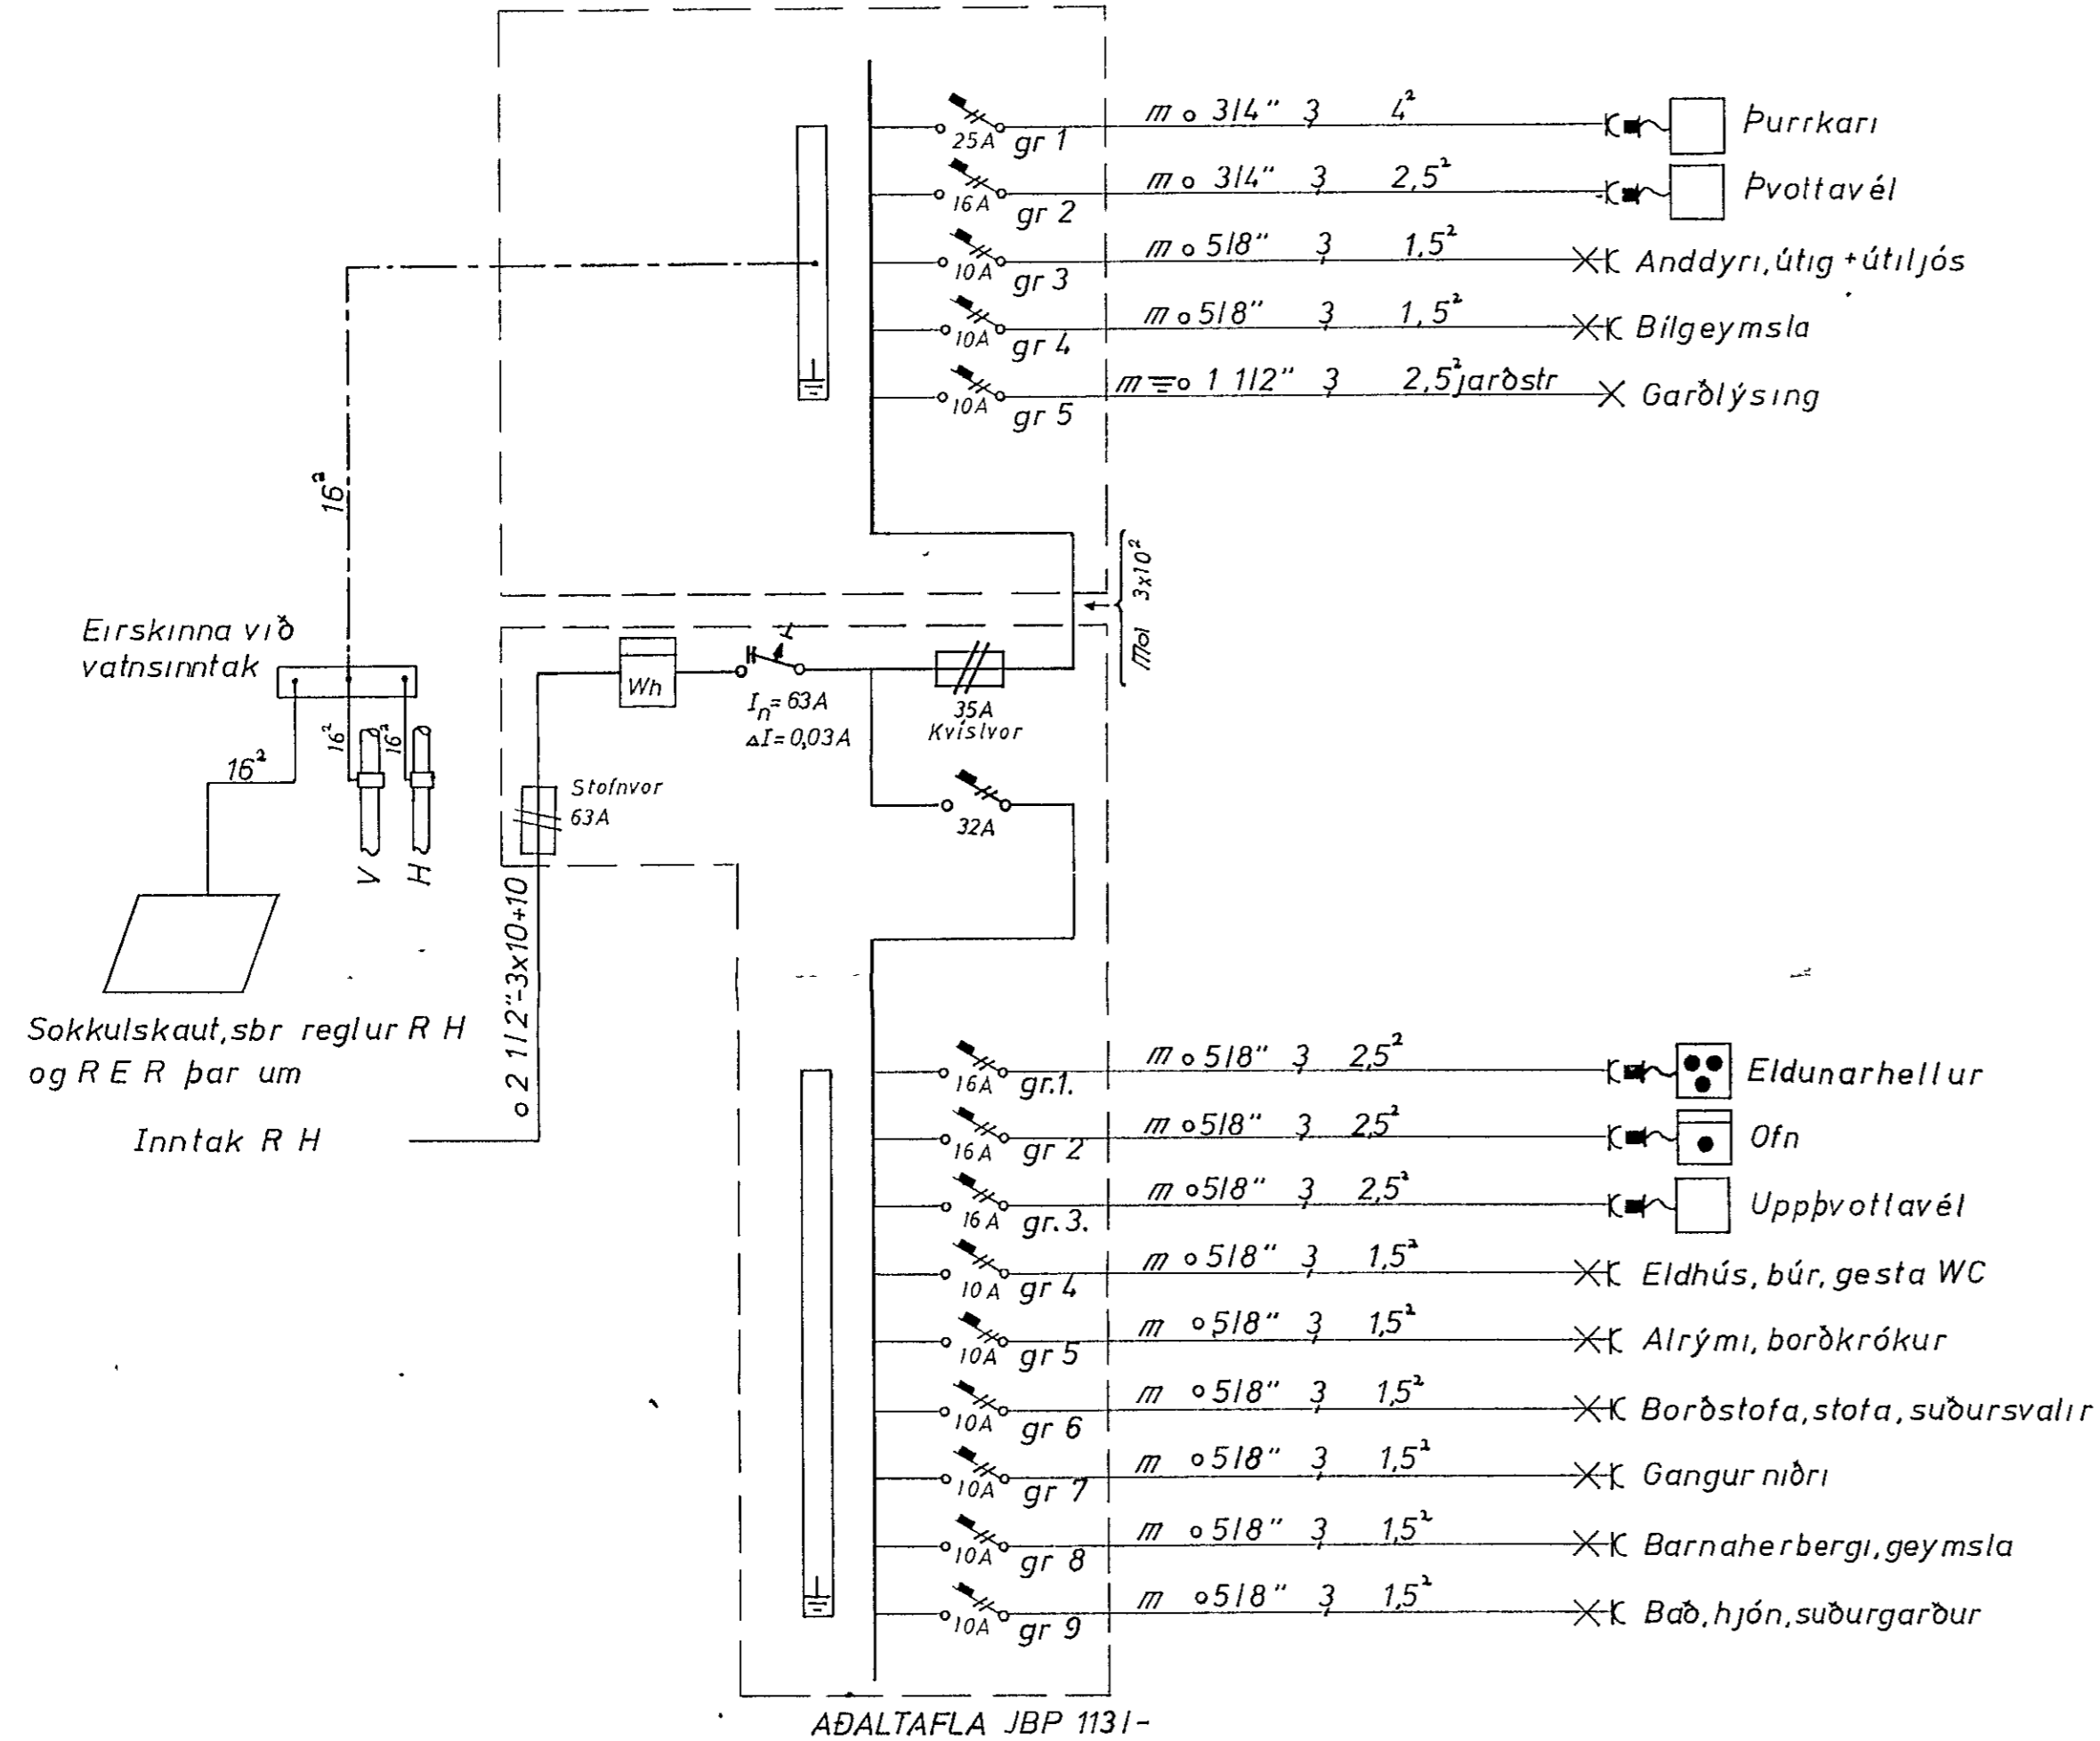 m o 3/4" 3 4² Þurrkari
25A gr 1
m o 3/4" 3 2,5² Þvottavél
16A gr 2
m o 5/8" 3 1,5² Anddyri, útig + útiljós
10A gr 3
m o 5/8" 3 1,5² Bílgeymsla
10A gr 4
m o 1 1/2" 3 2,5² jarðstr Garðlýsing
10A gr 5
16²
mol 3x10²
Eirskinna við
vatnsinntak
Wh
I
Iₙ = 63A
ΔI = 0,03A
35A
Kvíslvor
16²
16²
16²
Stofnvor
63A
32A
V
H
o 2 1/2"-3x10+10
Sokkulskaut, sbr reglur R H
og R E R þar um
Inntak R H
m o 5/8" 3 2,5² Eldunarhellur
16A gr.1.
m o 5/8" 3 2,5² Ofn
16A gr 2
m o 5/8" 3 2,5² Uppþvottavél
16A gr.3.
m o 5/8" 3 1,5² Eldhús, búr, gesta WC
10A gr 4
m o 5/8" 3 1,5² Alrými, borðkrókur
10A gr 5
m o 5/8" 3 1,5² Borðstofa, stofa, suðursvalir
10A gr 6
m o 5/8" 3 1,5² Gangur niðri
10A gr 7
m o 5/8" 3 1,5² Barnaherbergi, geymsla
10A gr 8
m o 5/8" 3 1,5² Bað, hjón, suðurgarður
10A gr 9
AÐALTAFLA JBP 113/-